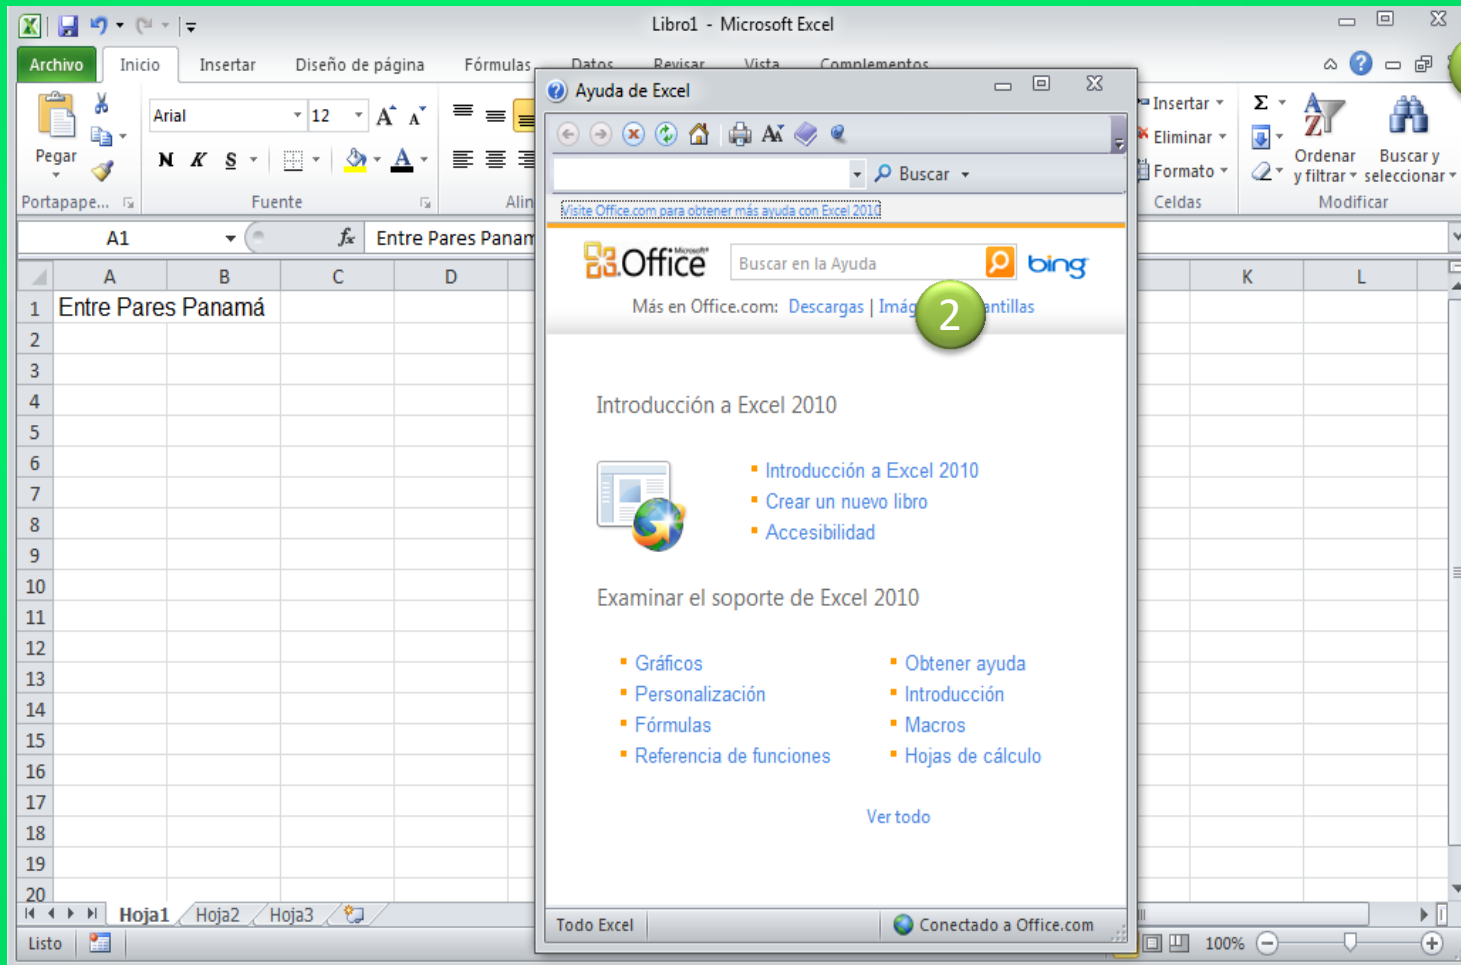 Libro1 - Microsoft Excel
Archivo Inicio Insertar Diseño de página Fórmulas Datos Revisar Vista Complementos
Pegar
Arial 12
N K S
Portapape... Fuente Alin
Insertar
Eliminar
Formato
Celdas
Σ
Ordenar y filtrar
Buscar y seleccionar
Modificar
A1 fx Entre Pares Panam
A B C D K L
1 Entre Pares Panamá
2
3
4
5
6
7
8
9
10
11
12
13
14
15
16
17
18
19
20
Ayuda de Excel
Buscar
Visite Office.com para obtener más ayuda con Excel 2010
Microsoft Office Buscar en la Ayuda bing
Más en Office.com: Descargas | Imág antillas
2
Introducción a Excel 2010
Introducción a Excel 2010
Crear un nuevo libro
Accesibilidad
Examinar el soporte de Excel 2010
Gráficos Obtener ayuda
Personalización Introducción
Fórmulas Macros
Referencia de funciones Hojas de cálculo
Ver todo
Todo Excel Conectado a Office.com
Hoja1 Hoja2 Hoja3
Listo 100%